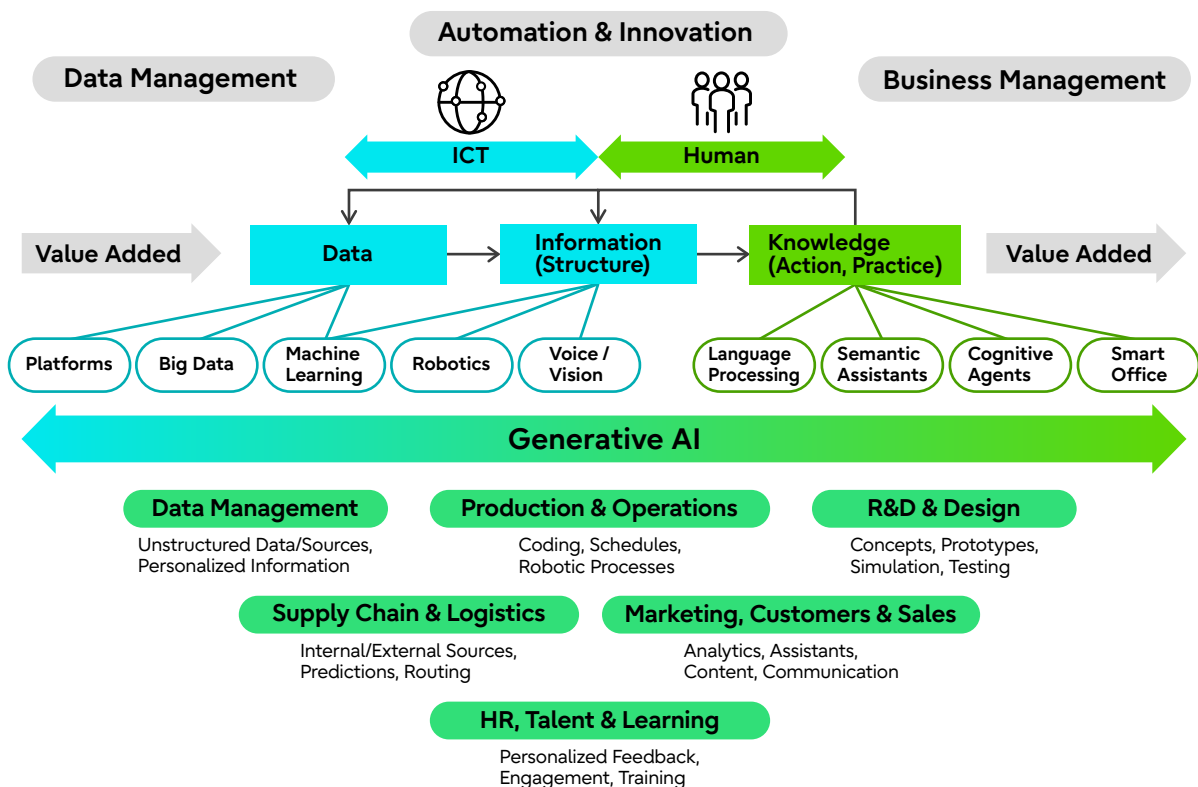 Automation & Innovation
Data Management
Business Management
ICT
Human
Value Added
Data
Information
(Structure)
Knowledge
(Action, Practice)
Value Added
Platforms
Big Data
Machine
Learning
Robotics
Voice /
Vision
Language
Processing
Semantic
Assistants
Cognitive
Agents
Smart
Office
Generative AI
Data Management
Unstructured Data/Sources,
Personalized Information
Production & Operations
Coding, Schedules,
Robotic Processes
R&D & Design
Concepts, Prototypes,
Simulation, Testing
Supply Chain & Logistics
Internal/External Sources,
Predictions, Routing
Marketing, Customers & Sales
Analytics, Assistants,
Content, Communication
HR, Talent & Learning
Personalized Feedback,
Engagement, Training